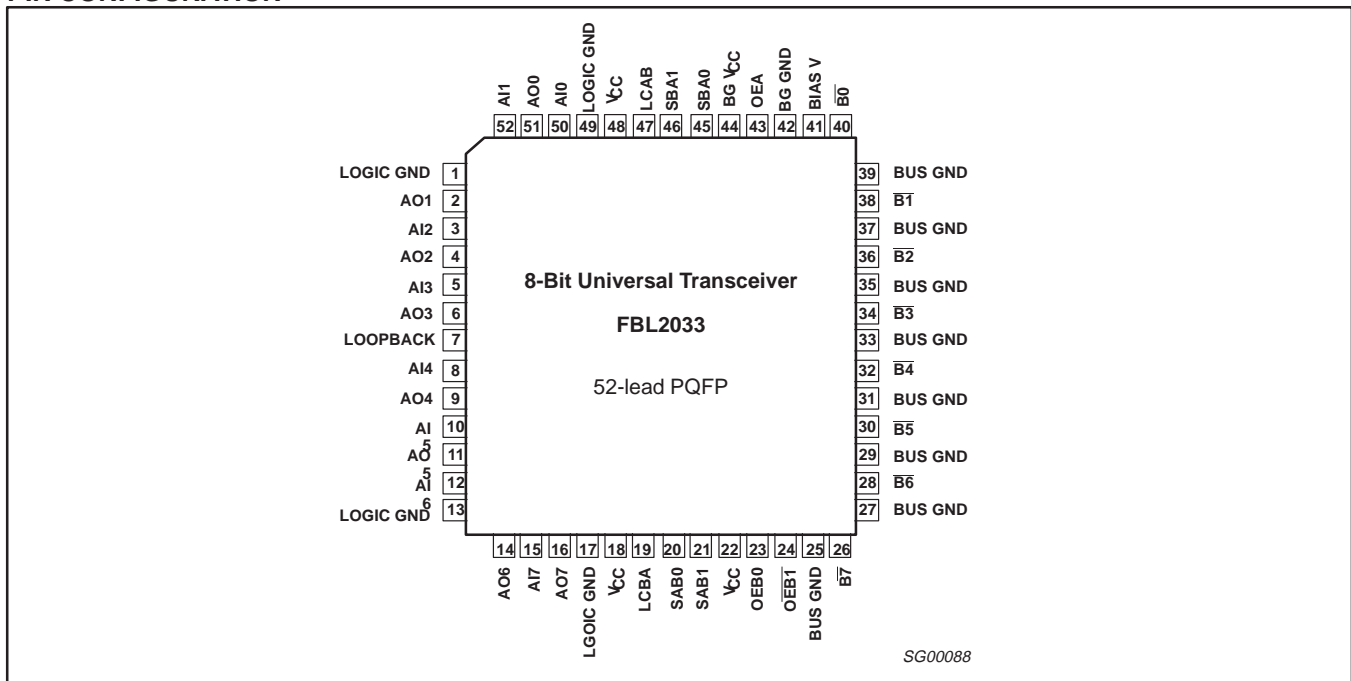 AI1
AO0
AI0
LOGIC GND
VCC
LCAB
SBA1
SBA0
BG VCC
OEA
BG GND
BIAS V
B0
52 51 50 49 48 47 46 45 44 43 42 41 40
LOGIC GND 1
AO1 2
AI2 3
AO2 4
AI3 5
AO3 6
LOOPBACK 7
AI4 8
AO4 9
AI5 10
AO5 11
AI6 12
LOGIC GND 13
8-Bit Universal Transceiver
FBL2033
52-lead PQFP
39 BUS GND
38 B1
37 BUS GND
36 B2
35 BUS GND
34 B3
33 BUS GND
32 B4
31 BUS GND
30 B5
29 BUS GND
28 B6
27 BUS GND
14 15 16 17 18 19 20 21 22 23 24 25 26
AO6
AI7
AO7
LGOIC GND
VCC
LCBA
SAB0
SAB1
VCC
OEB0
OEB1
BUS GND
B7
SG00088